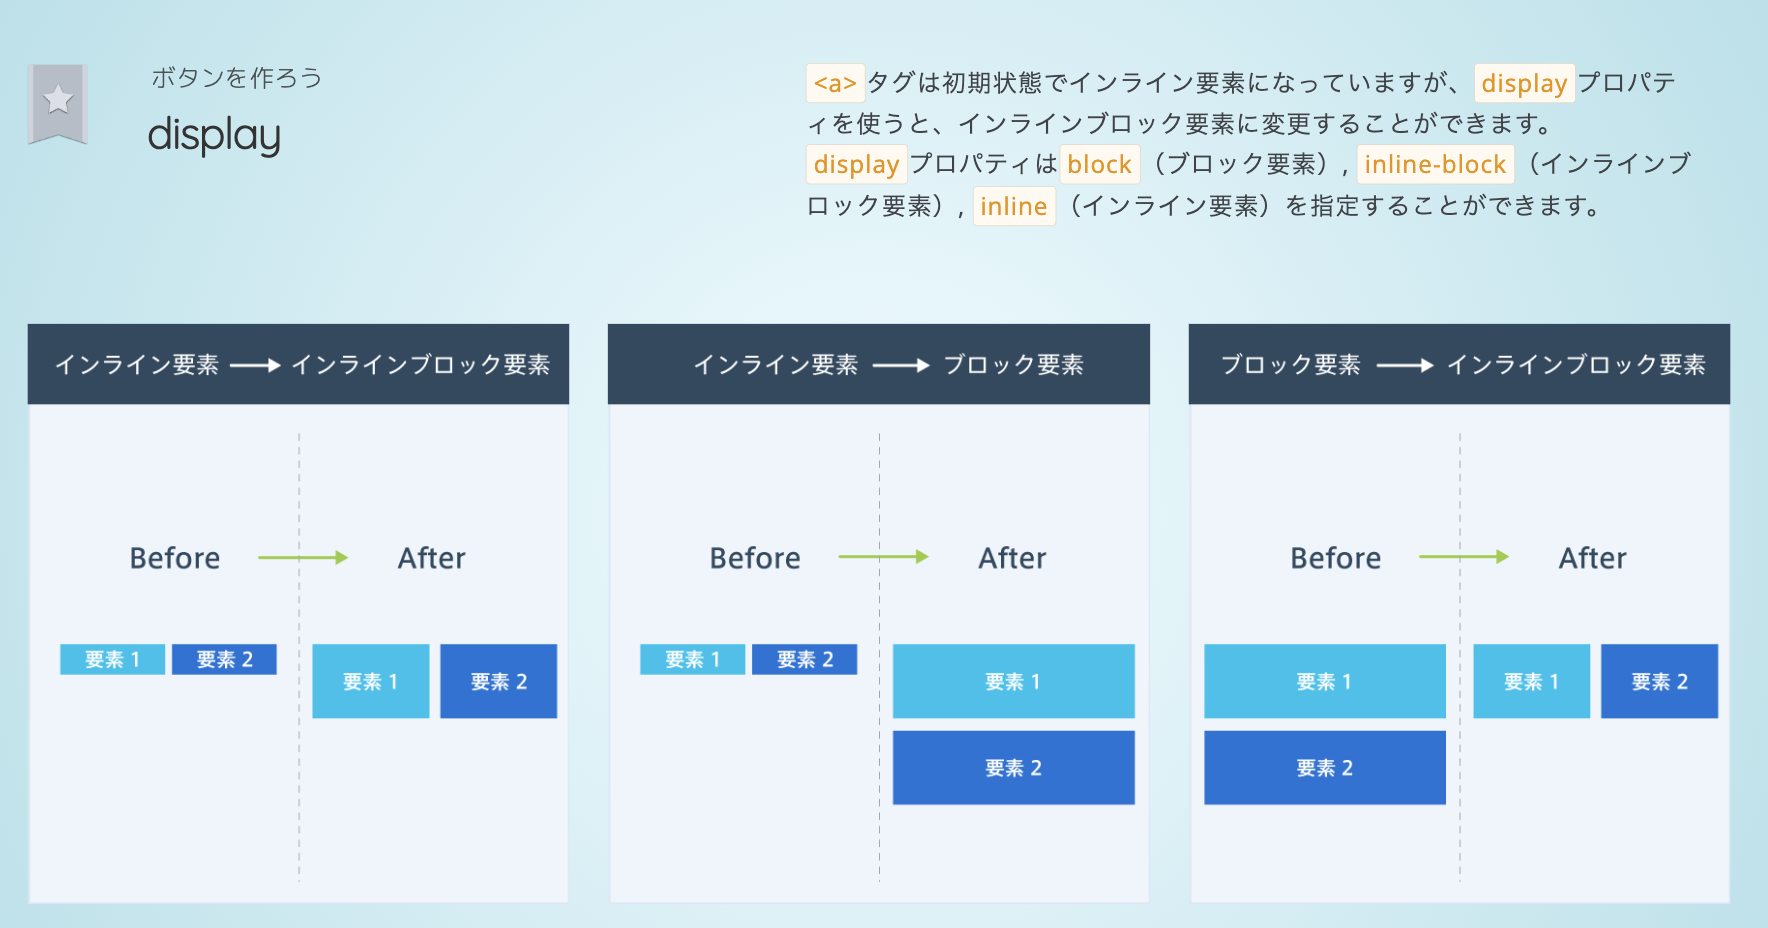 ボタンを作ろう
display
<a>タグは初期状態でインライン要素になっていますが、displayプロパテ
ィを使うと、インラインブロック要素に変更することができます。
displayプロパティはblock（ブロック要素）, inline-block（インラインブ
ロック要素）, inline（インライン要素）を指定することができます。
インライン要素 → インラインブロック要素
Before → After
要素 1 要素 2 要素 1 要素 2
インライン要素 → ブロック要素
Before → After
要素 1 要素 2 要素 1
要素 2
ブロック要素 → インラインブロック要素
Before → After
要素 1 要素 1 要素 2
要素 2